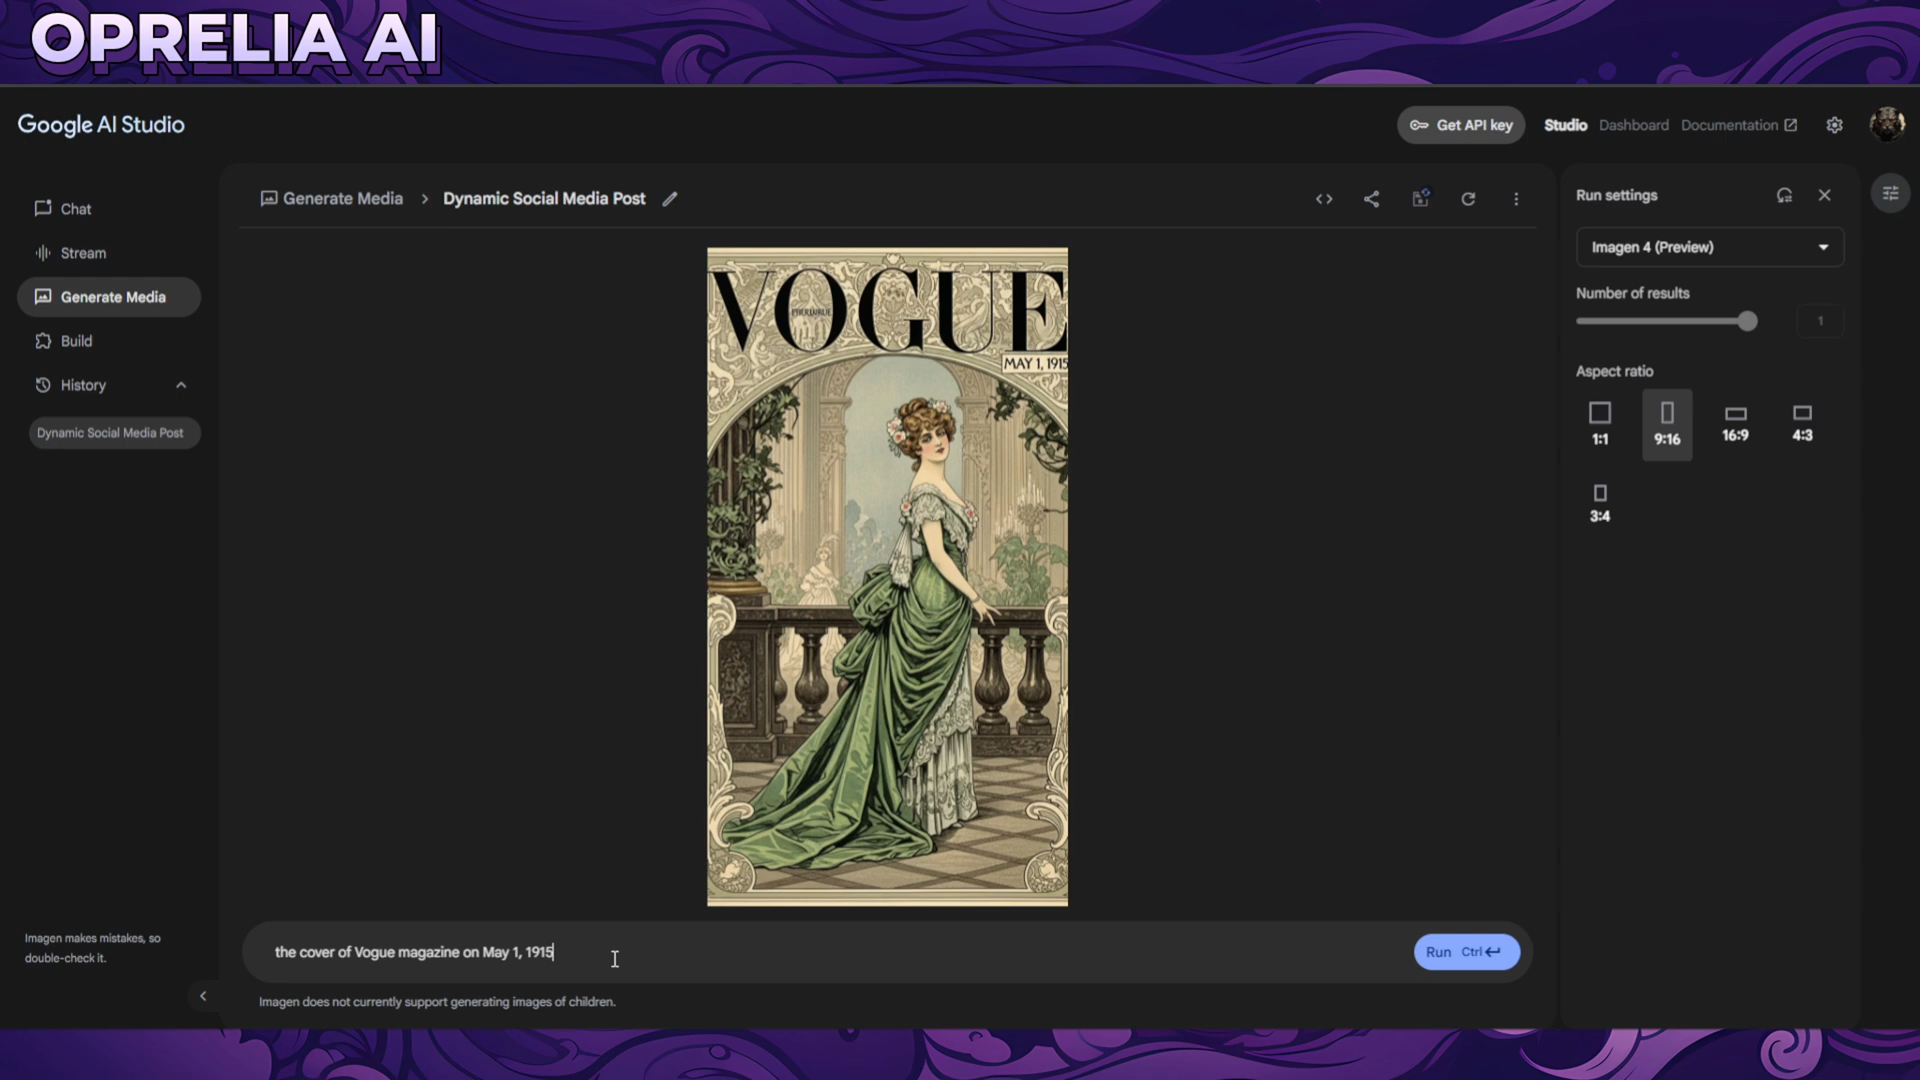 OPRELIA AI
Google AI Studio
Get API key
Studio
Dashboard
Documentation
Chat
Stream
Generate Media
Build
History
Dynamic Social Media Post
Imagen makes mistakes, so
double-check it.
Generate Media > Dynamic Social Media Post
VOGUE
MAY 1, 1915
the cover of Vogue magazine on May 1, 1915
Run Ctrl
Imagen does not currently support generating images of children.
Run settings
Imagen 4 (Preview)
Number of results
1
Aspect ratio
1:1
9:16
16:9
4:3
3:4